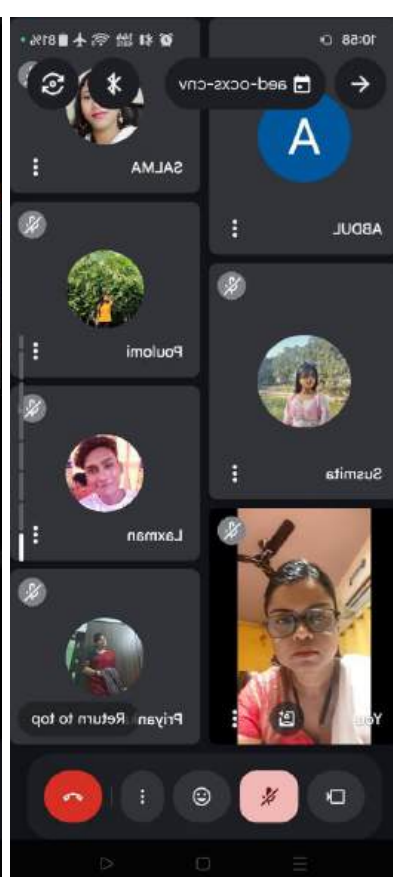 10:58 81%
aed-ocxs-cnv
A
ABDUL
SALMA
Poulomi
Susmita
Laxman
You
Priyan
Return to top